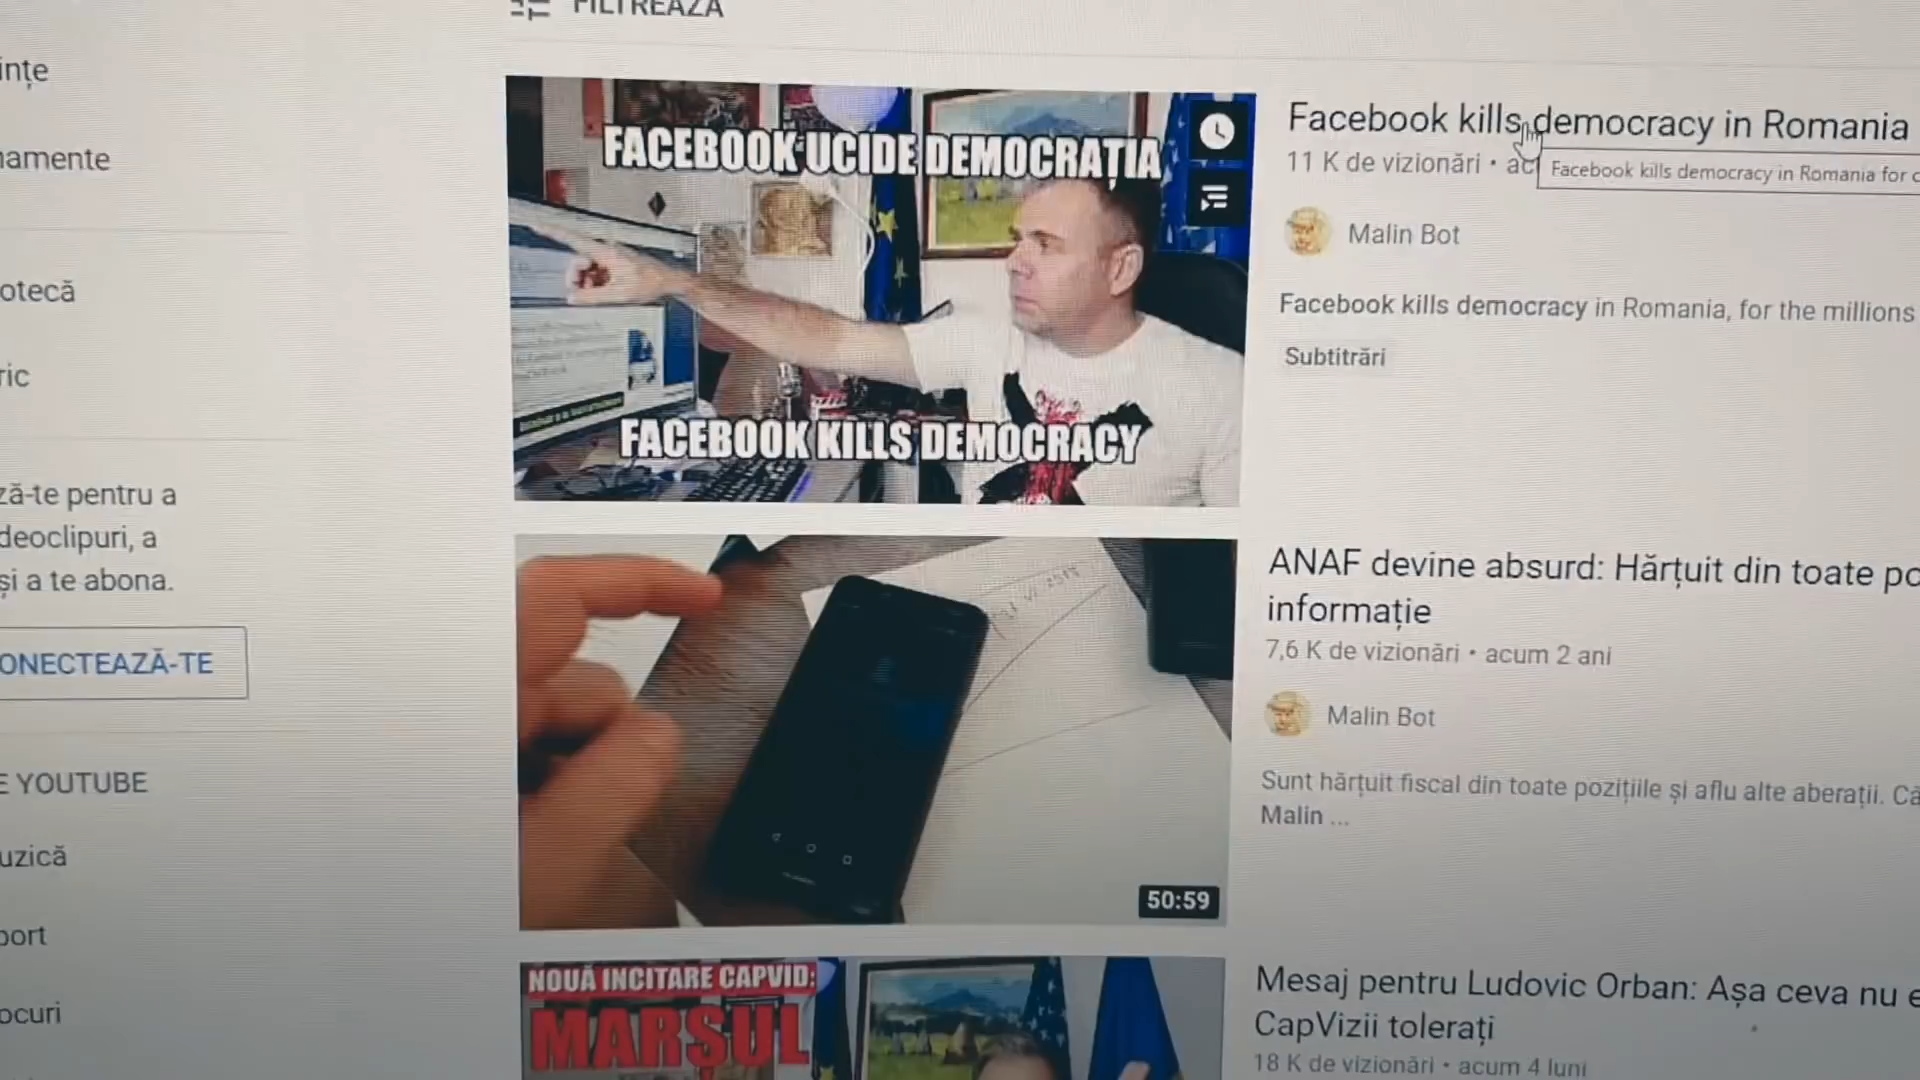 FILTREAZĂ
ințe
namente
otecă
ric
ză-te pentru a
deoclipuri, a
și a te abona.
ONECTEAZĂ-TE
E YOUTUBE
uzică
port
ocuri
FACEBOOK UCIDE DEMOCRAȚIA
FACEBOOK KILLS DEMOCRACY
Facebook kills democracy in Romania
11 K de vizionări • ac
Facebook kills democracy in Romania for c
Malin Bot
Facebook kills democracy in Romania, for the millions
Subtitrări
50:59
ANAF devine absurd: Hărțuit din toate po
informație
7,6 K de vizionări • acum 2 ani
Malin Bot
Sunt hărțuit fiscal din toate pozițiile și aflu alte aberații. Că
Malin ...
NOUĂ INCITARE CAPVID:
MARȘUL
Mesaj pentru Ludovic Orban: Așa ceva nu e
CapVizii tolerați
18 K de vizionări • acum 4 luni